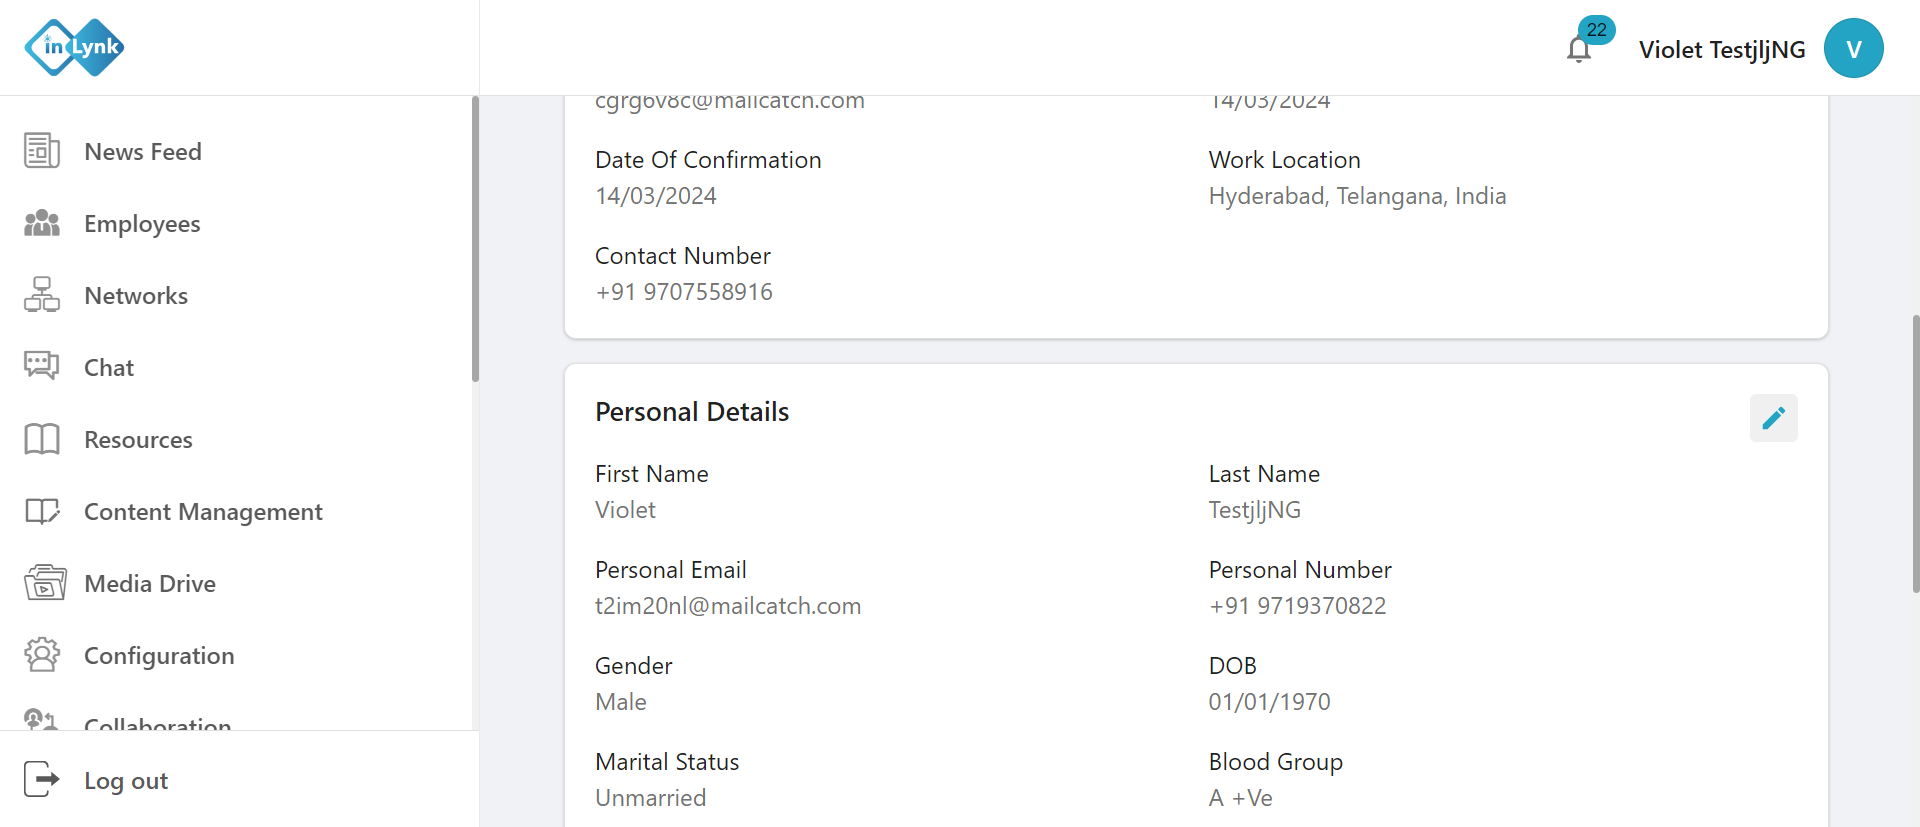 in Lynk
22
Violet TestjljNG
V
News Feed
Employees
Networks
Chat
Resources
Content Management
Media Drive
Configuration
Collaboration
Log out
cgrg6v8c@mailcatch.com
14/03/2024
Date Of Confirmation
14/03/2024
Work Location
Hyderabad, Telangana, India
Contact Number
+91 9707558916
Personal Details
First Name
Violet
Last Name
TestjljNG
Personal Email
t2im20nl@mailcatch.com
Personal Number
+91 9719370822
Gender
Male
DOB
01/01/1970
Marital Status
Unmarried
Blood Group
A +Ve